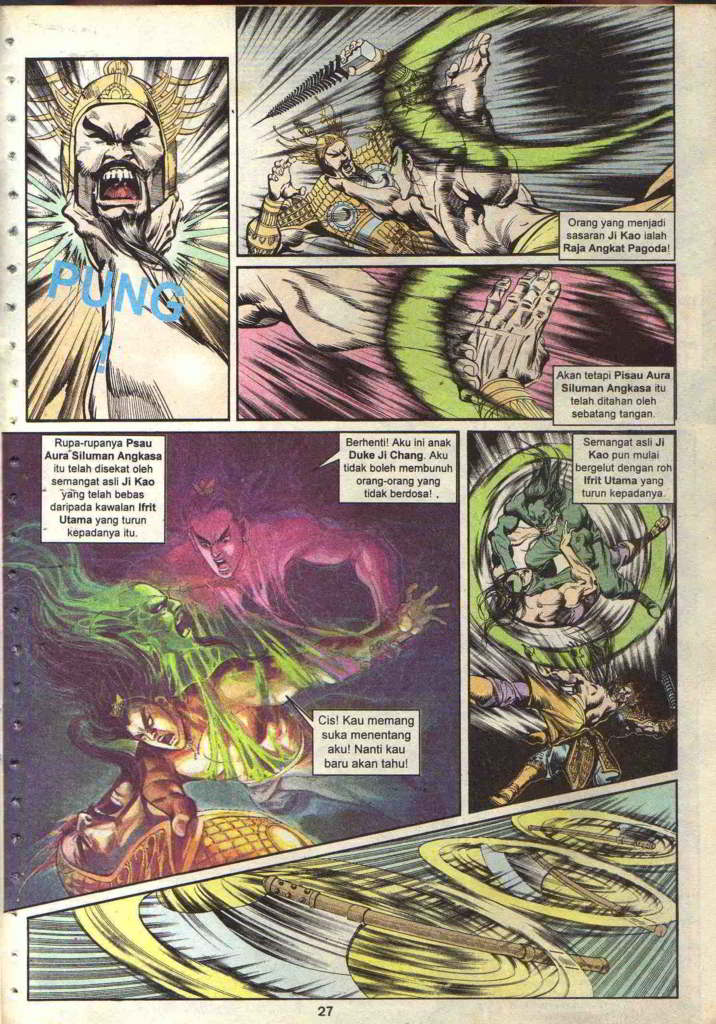 PUNG
!
Orang yang menjadi
sasaran Ji Kao ialah
Raja Angkat Pagoda!
Akan tetapi Pisau Aura
Siluman Angkasa itu
telah ditahan oleh
sebatang tangan.
Rupa-rupanya Psau
Aura Siluman Angkasa
itu telah disekat oleh
semangat asli Ji Kao
yang telah bebas
daripada kawalan Ifrit
Utama yang turun
kepadanya itu.
Berhenti! Aku ini anak
Duke Ji Chang. Aku
tidak boleh membunuh
orang-orang yang
tidak berdosa!
Cis! Kau memang
suka menentang
aku! Nanti kau
baru akan tahu!
Semangat asli Ji
Kao pun mulai
bergelut dengan roh
Ifrit Utama yang
turun kepadanya.
27